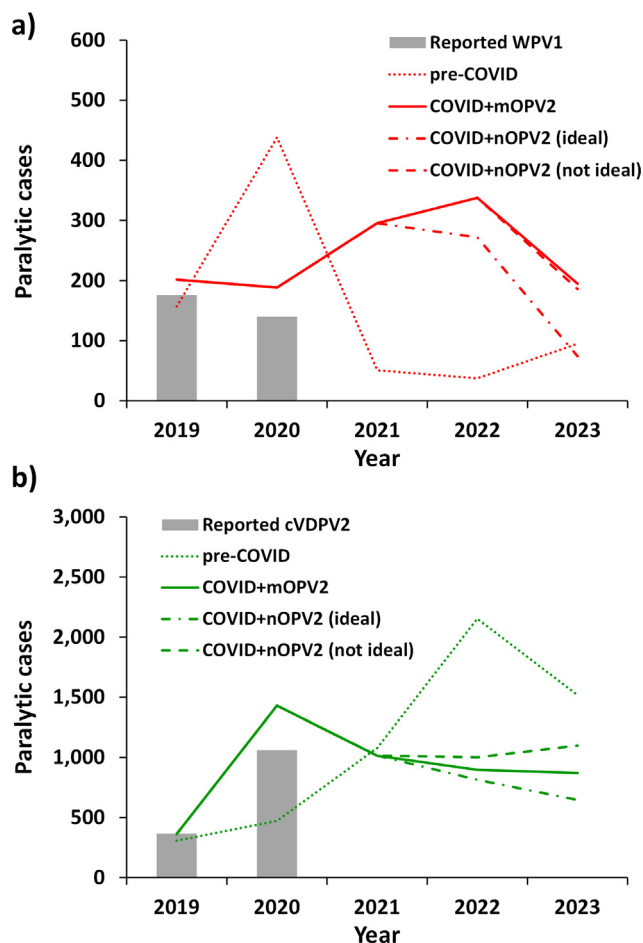 a)
Paralytic cases
600
500
400
300
200
100
0
Reported WPV1
pre-COVID
COVID+mOPV2
COVID+nOPV2 (ideal)
COVID+nOPV2 (not ideal)
2019 2020 2021 2022 2023
Year
b)
Paralytic cases
3,000
2,500
2,000
1,500
1,000
500
0
Reported cVDPV2
pre-COVID
COVID+mOPV2
COVID+nOPV2 (ideal)
COVID+nOPV2 (not ideal)
2019 2020 2021 2022 2023
Year